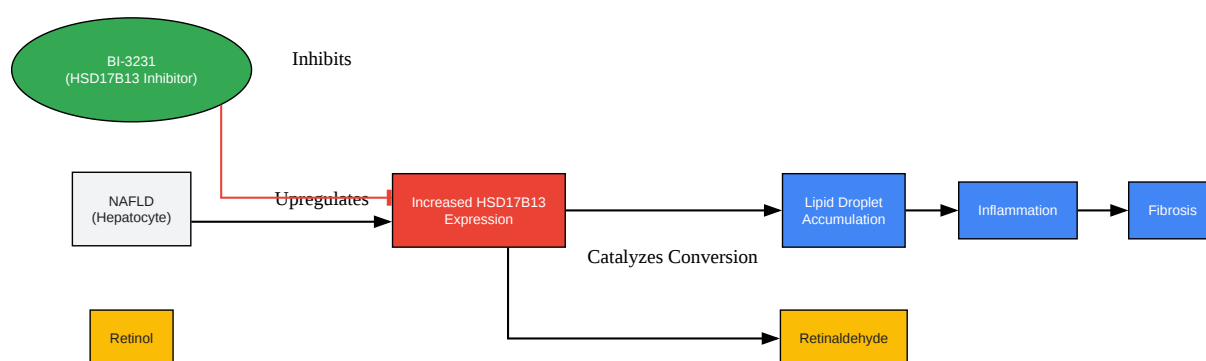 BI-3231
(HSD17B13 Inhibitor)
Inhibits
NAFLD
(Hepatocyte)
Upregulates
Increased HSD17B13
Expression
Lipid Droplet
Accumulation
Inflammation
Fibrosis
Catalyzes Conversion
Retinol
Retinaldehyde